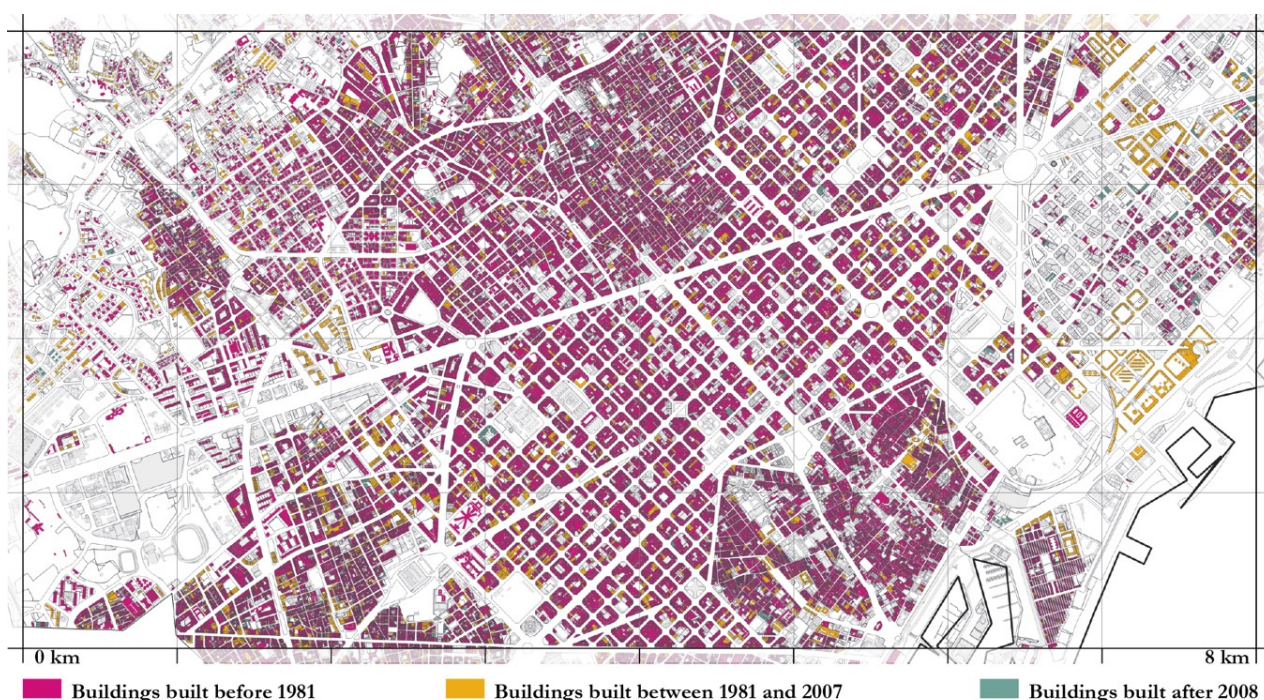 0 km
8 km
Buildings built before 1981
Buildings built between 1981 and 2007
Buildings built after 2008